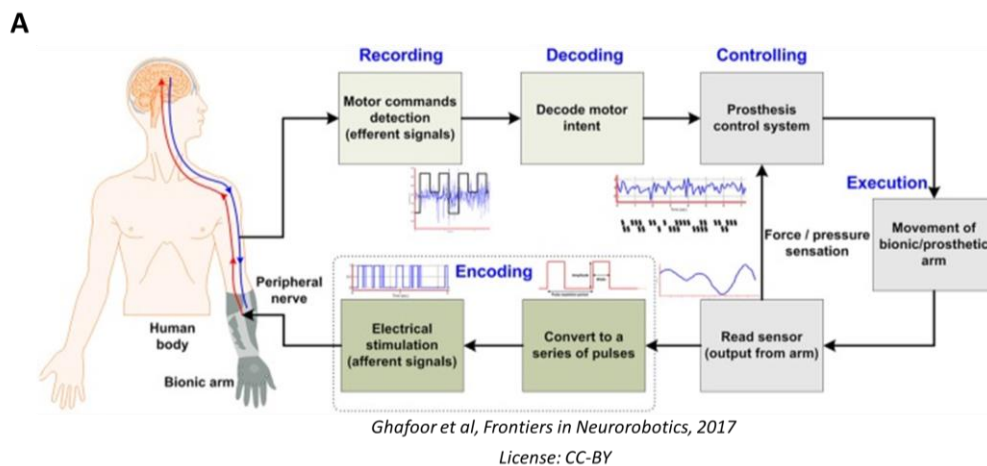 A
Recording
Decoding
Controlling
Motor commands
detection
(efferent signals)
Decode motor
intent
Prosthesis
control system
Execution
Movement of
bionic/prosthetic
arm
Force / pressure
sensation
Encoding
Peripheral
nerve
Electrical
stimulation
(afferent signals)
Convert to a
series of pulses
Read sensor
(output from arm)
Human
body
Bionic arm
Ghafoor et al, Frontiers in Neurorobotics, 2017
License: CC-BY